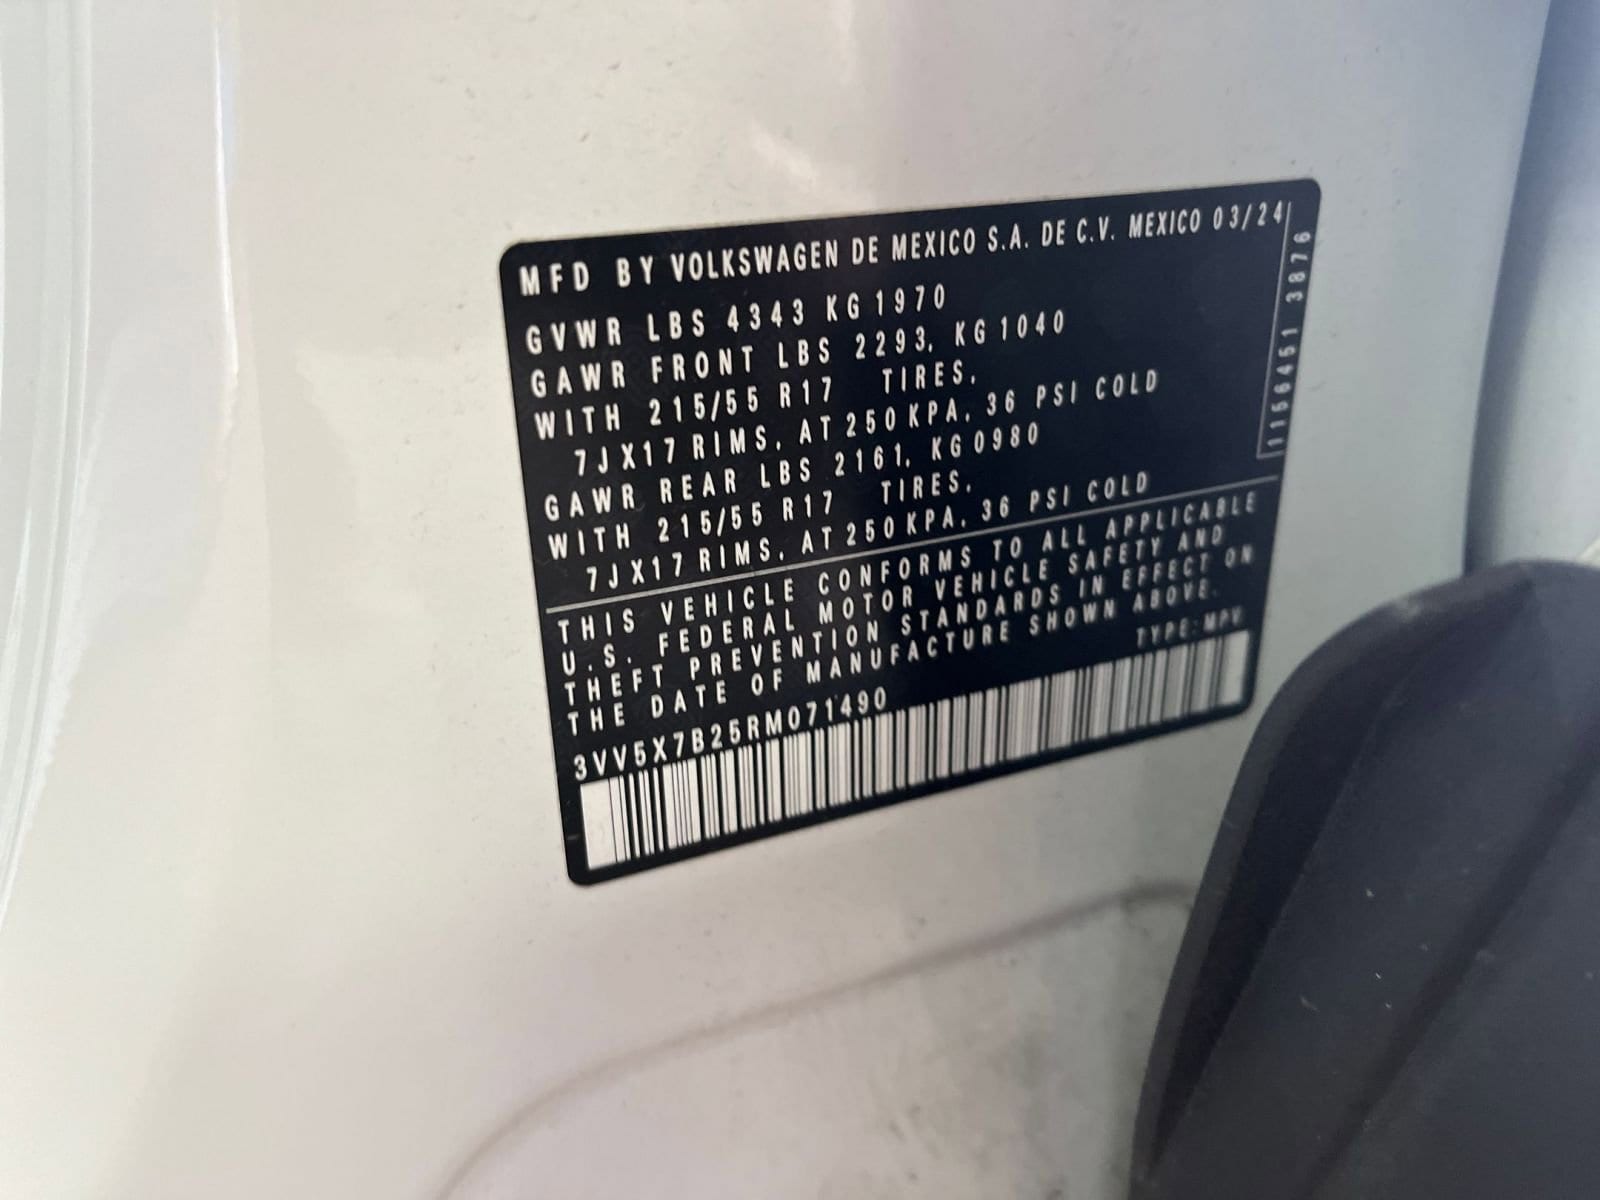 MFD BY VOLKSWAGEN DE MEXICO S.A. DE C.V. MEXICO 03/24
GVWR LBS 4343 KG 1970
GAWR FRONT LBS 2293, KG 1040
WITH 215/55 R17 TIRES,
7JX17 RIMS, AT 250 KPA, 36 PSI COLD
GAWR REAR LBS 2161, KG 0980
WITH 215/55 R17 TIRES,
7JX17 RIMS, AT 250 KPA, 36 PSI COLD
1156451 3876
THIS VEHICLE CONFORMS TO ALL APPLICABLE
U.S. FEDERAL MOTOR VEHICLE SAFETY AND
THEFT PREVENTION STANDARDS IN EFFECT ON
THE DATE OF MANUFACTURE SHOWN ABOVE.
3VV5X7B25RM071490 TYPE: MPV